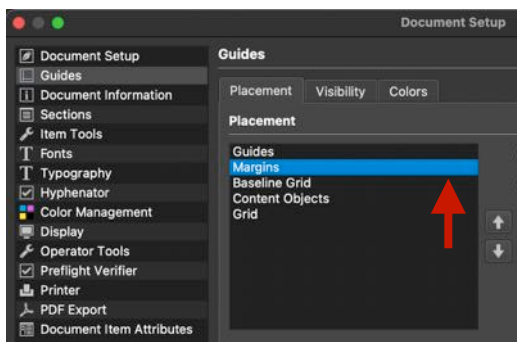 Document Setup
Document Setup
Guides
Document Information
Sections
Item Tools
Fonts
Typography
Hyphenator
Color Management
Display
Operator Tools
Preflight Verifier
Printer
PDF Export
Document Item Attributes
Guides
Placement Visibility Colors
Placement
Guides
Margins
Baseline Grid
Content Objects
Grid